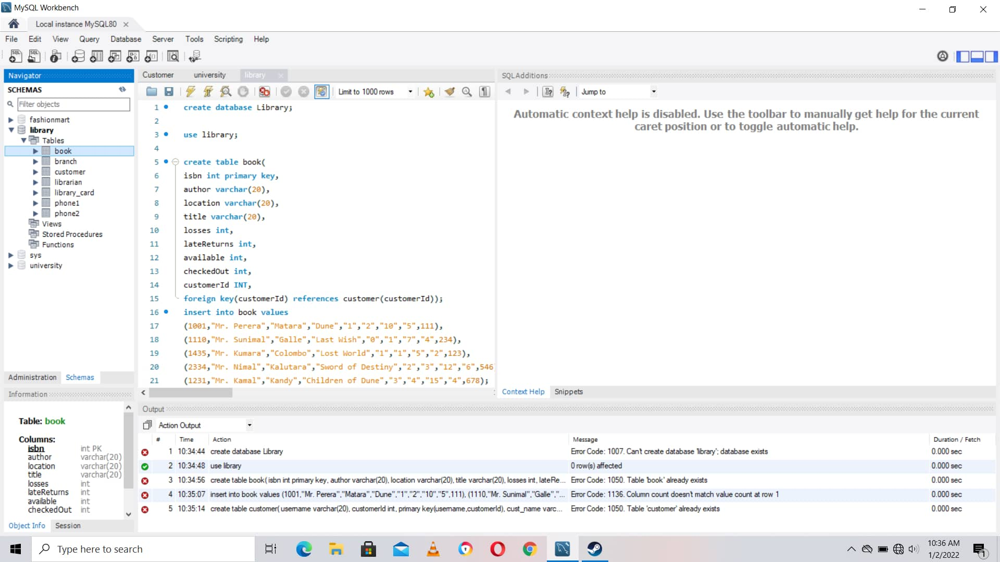 MySQL Workbench
Local instance MySQL80
File Edit View Query Database Server Tools Scripting Help
Navigator
SCHEMAS
Filter objects
fashionmart
library
Tables
book
branch
customer
librarian
library_card
phone1
phone2
Views
Stored Procedures
Functions
sys
university
Administration Schemas
Information
Table: book
Columns:
isbn int PK
author varchar(20)
location varchar(20)
title varchar(20)
losses int
lateReturns int
available int
checkedOut int
Object Info Session
Customer university library
Limit to 1000 rows
1 create database Library;
2
3 use library;
4
5 create table book(
6 isbn int primary key,
7 author varchar(20),
8 location varchar(20),
9 title varchar(20),
10 losses int,
11 lateReturns int,
12 available int,
13 checkedOut int,
14 customerId INT,
15 foreign key(customerId) references customer(customerId));
16 insert into book values
17 (1001,"Mr. Perera","Matara","Dune","1","2","10","5",111),
18 (1110,"Mr. Sunimal","Galle","Last Wish","0","1","7","4",234),
19 (1435,"Mr. Kumara","Colombo","Lost World","1","1","5","2",123),
20 (2334,"Mr. Nimal","Kalutara","Sword of Destiny","2","3","12","6",546
21 (1231,"Mr. Kamal","Kandy","Children of Dune","3","4","15","4",678);
SQLAdditions
Jump to
Automatic context help is disabled. Use the toolbar to manually get help for the current
caret position or to toggle automatic help.
Context Help Snippets
Output
Action Output
# Time Action Message Duration / Fetch
1 10:34:44 create database Library Error Code: 1007. Can't create database 'library'; database exists 0.000 sec
2 10:34:48 use library 0 row(s) affected 0.000 sec
3 10:34:56 create table book( isbn int primary key, author varchar(20), location varchar(20), title varchar(20), losses int, lateRe... Error Code: 1050. Table 'book' already exists 0.000 sec
4 10:35:07 insert into book values (1001,"Mr. Perera","Matara","Dune","1","2","10","5",111), (1110,"Mr. Sunimal","Galle","... Error Code: 1136. Column count doesn't match value count at row 1 0.000 sec
5 10:35:14 create table customer( username varchar(20), customerId int, primary key(username,customerId), cust_name varc... Error Code: 1050. Table 'customer' already exists 0.000 sec
Type here to search
10:36 AM
1/2/2022
1